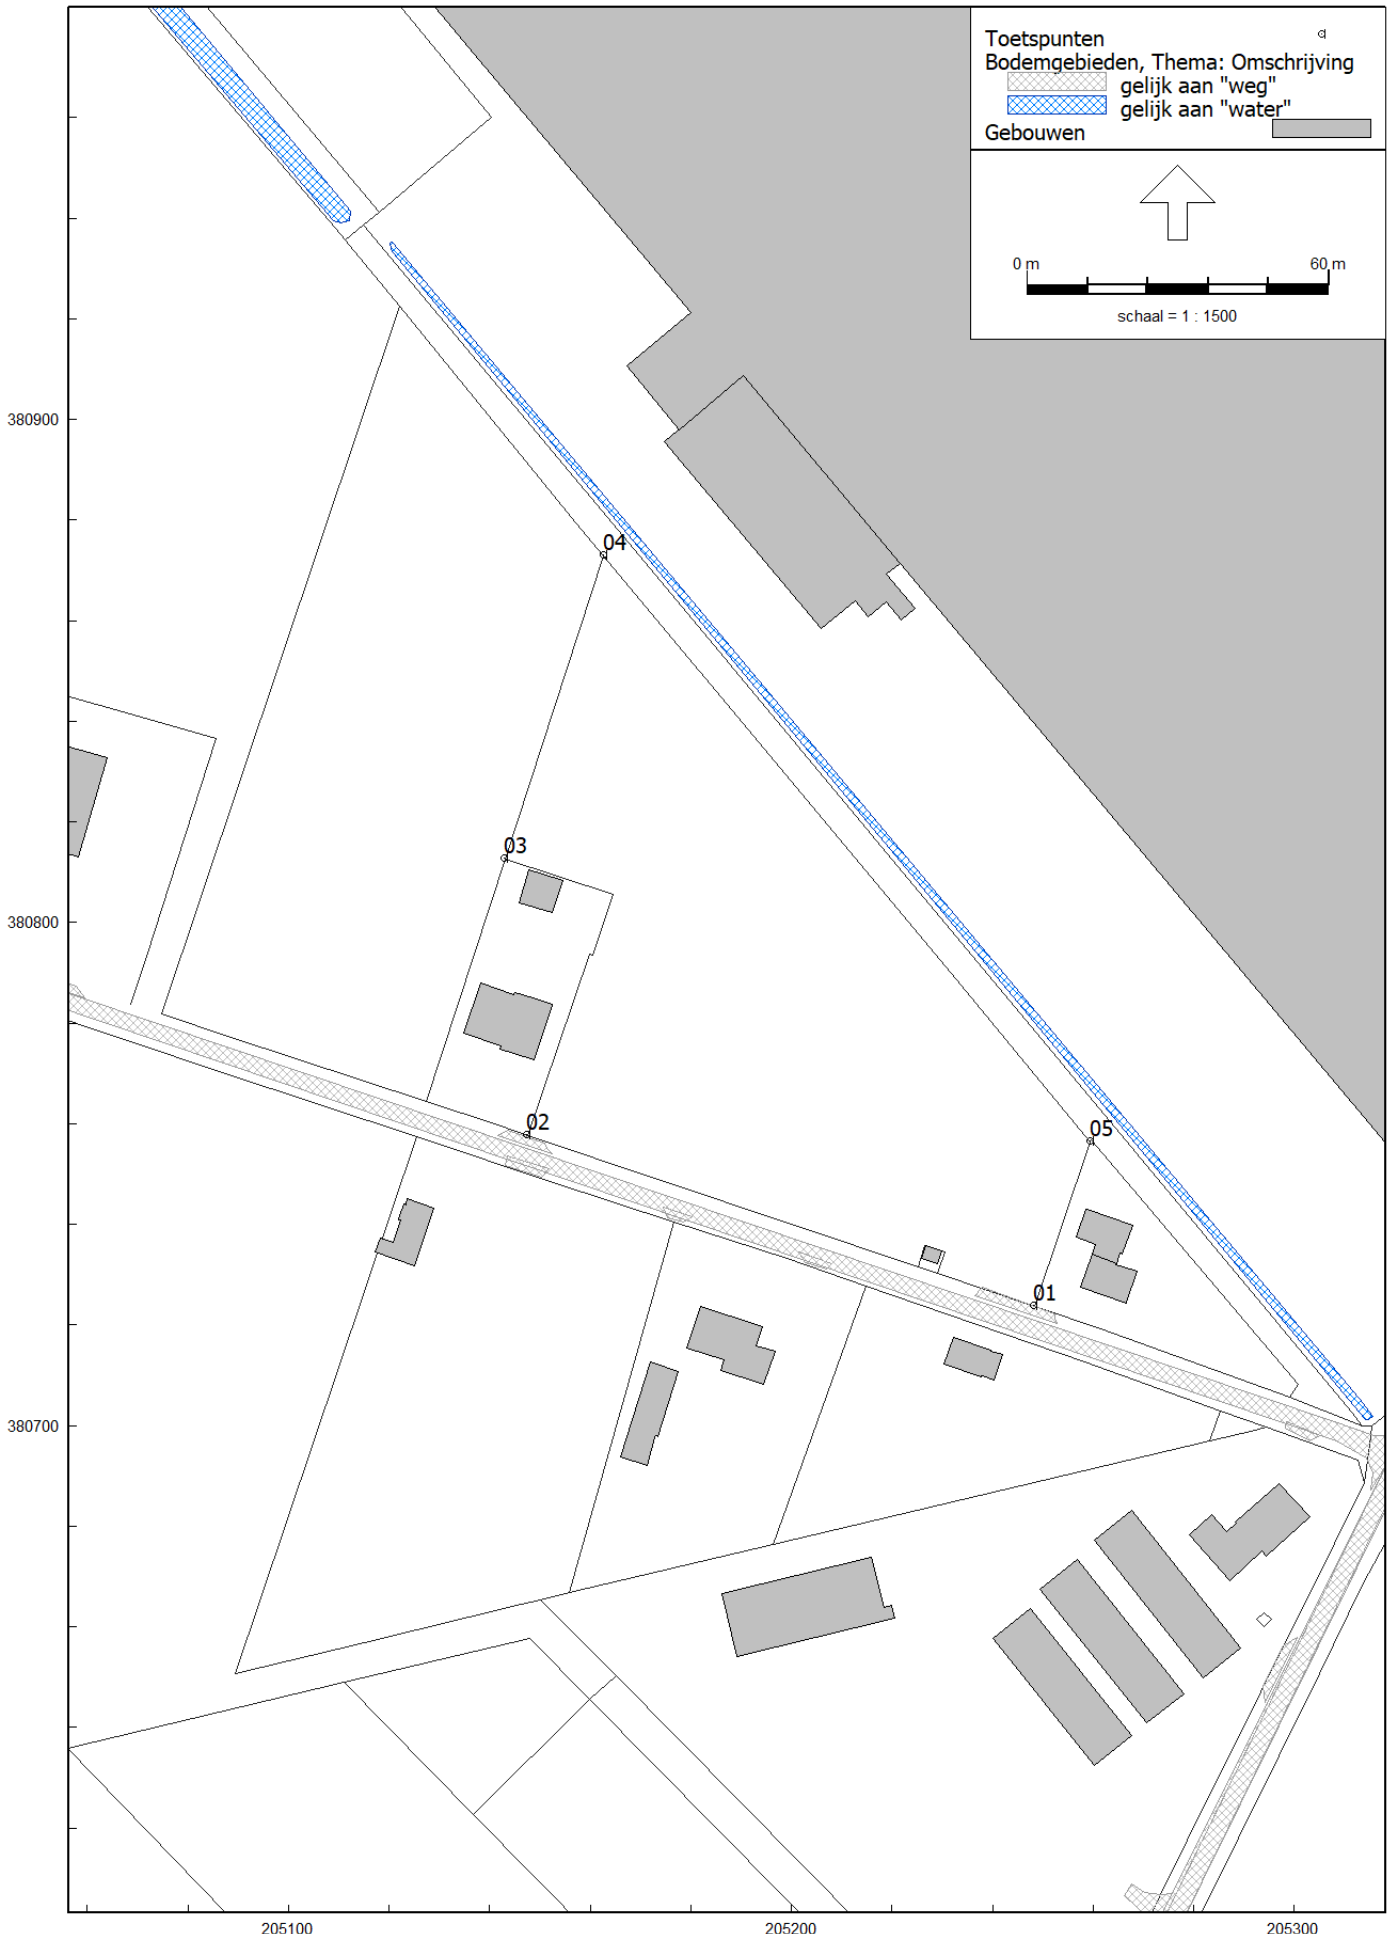 Toetspunten
Bodemgebieden, Thema: Omschrijving
gelijk aan "weg"
gelijk aan "water"
Gebouwen
0 m 60 m
schaal = 1 : 1500
380900
04
03
380800
02
05
01
380700
205100 205200 205300